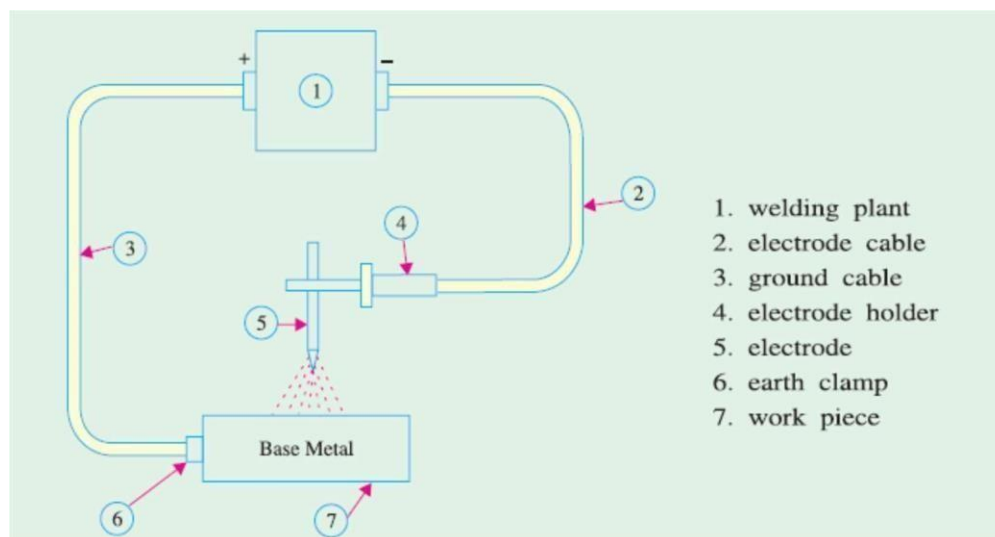 +
−
1
2
3
4
5
Base Metal
6
7
1. welding plant
2. electrode cable
3. ground cable
4. electrode holder
5. electrode
6. earth clamp
7. work piece